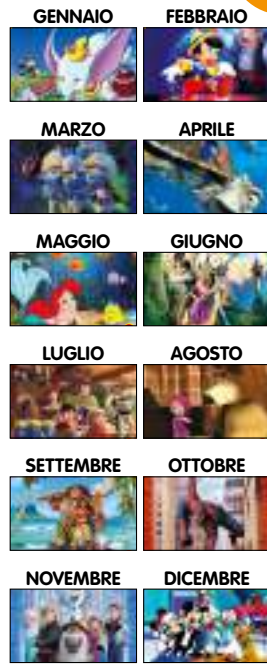 GENNAIO FEBBRAIO
MARZO APRILE
MAGGIO GIUGNO
LUGLIO AGOSTO
SETTEMBRE OTTOBRE
NOVEMBRE DICEMBRE